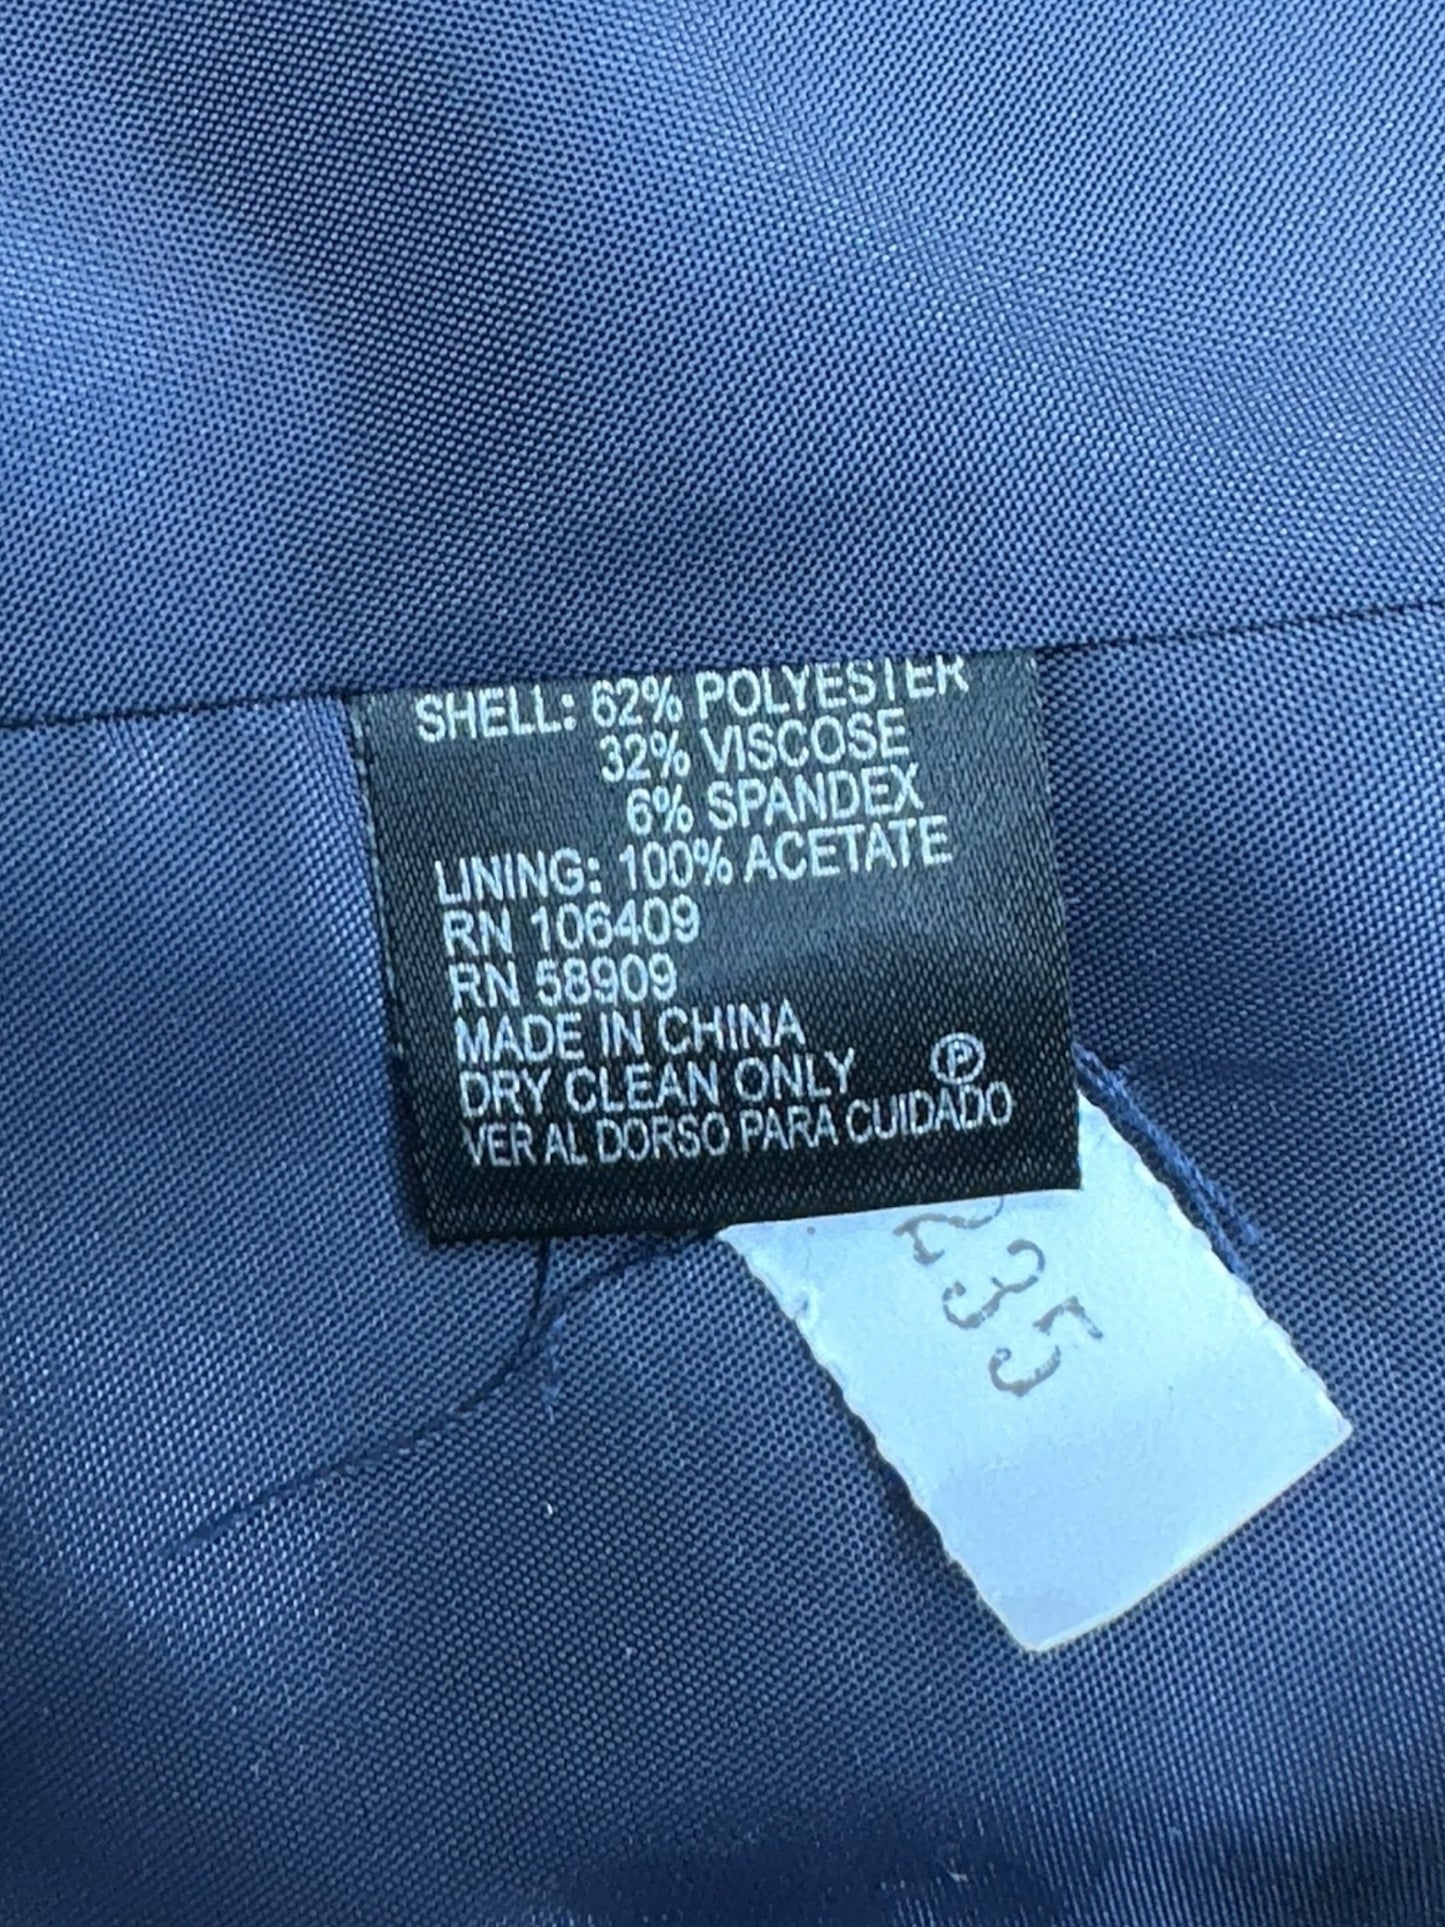 SHELL: 62% POLYESTER
32% VISCOSE
6% SPANDEX
LINING: 100% ACETATE
RN 106409
RN 58909
MADE IN CHINA
DRY CLEAN ONLY Ⓟ
VER AL DORSO PARA CUIDADO
235